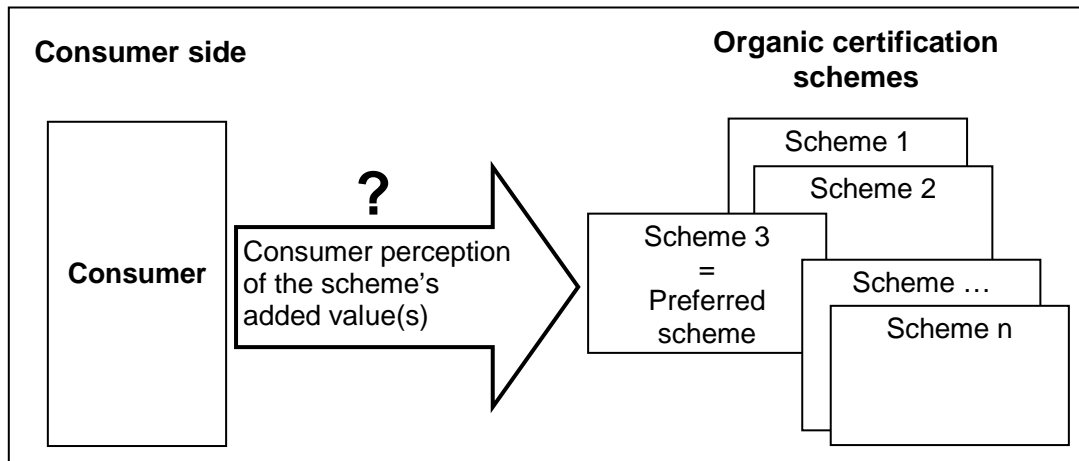 Consumer side
Organic certification
schemes
Consumer
?
Consumer perception
of the scheme’s
added value(s)
Scheme 1
Scheme 2
Scheme 3
=
Preferred
scheme
Scheme …
Scheme n